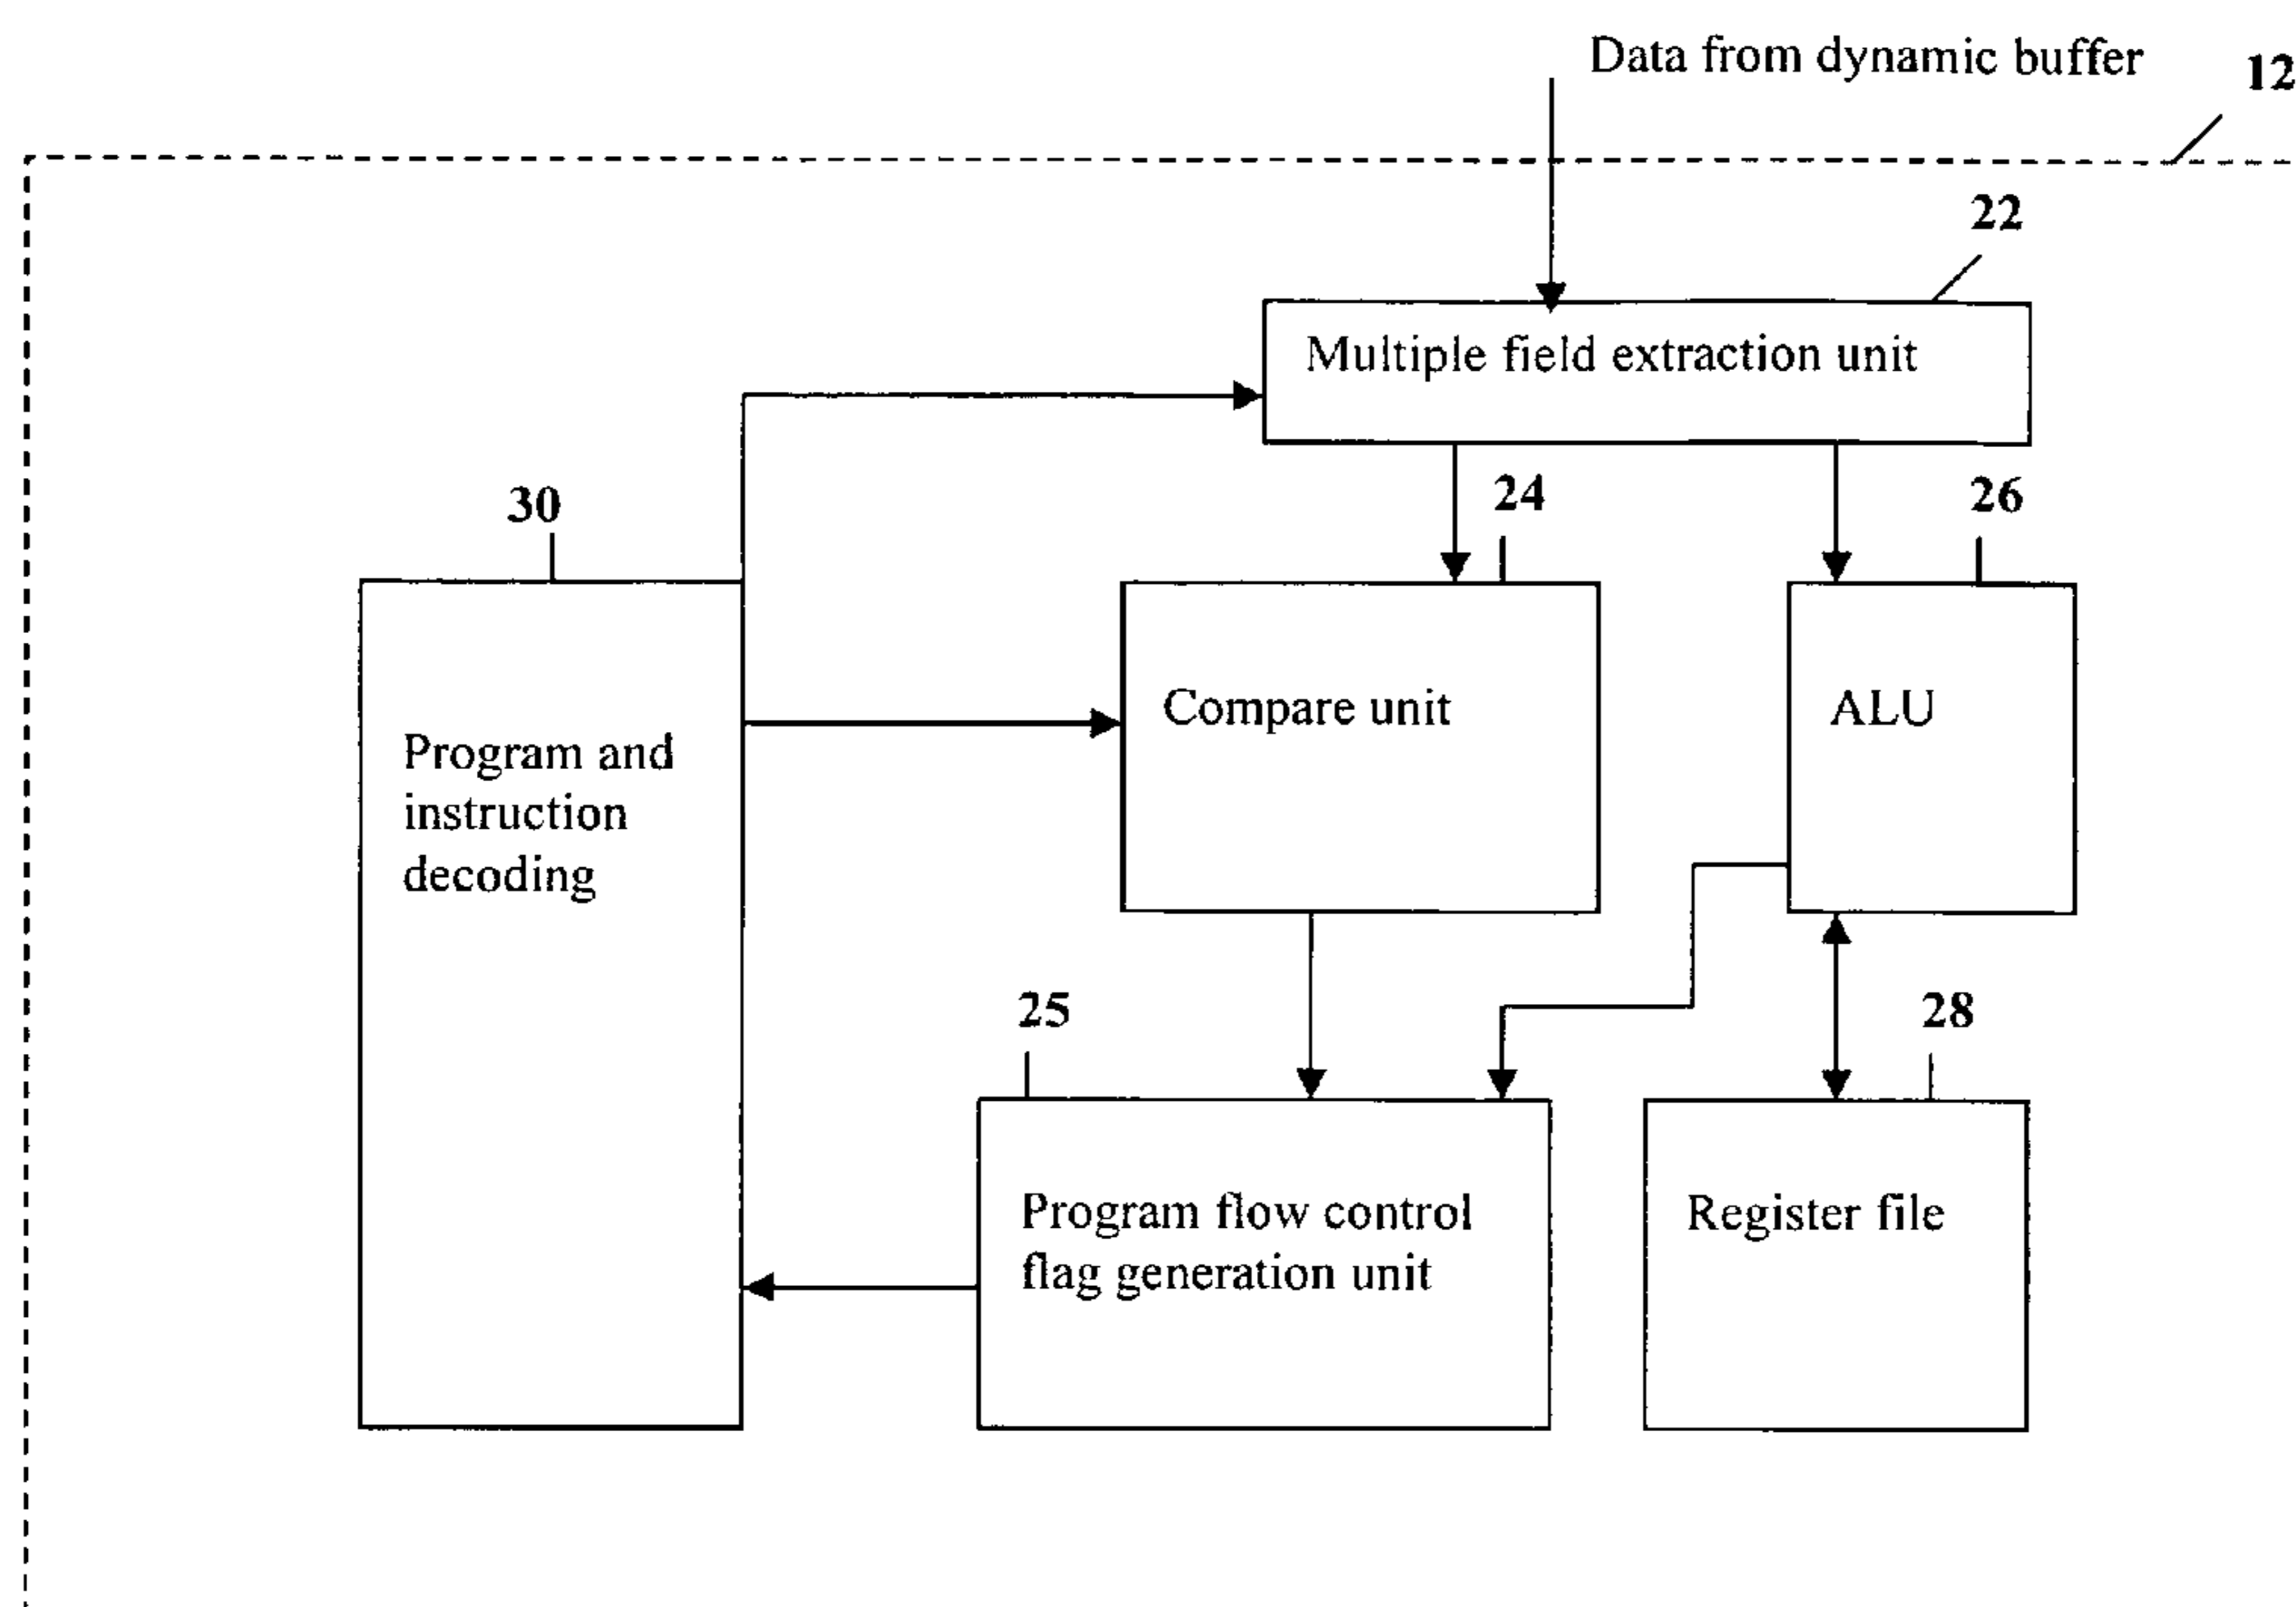 Data from dynamic buffer
12
22
Multiple field extraction unit
30
24
26
Program and
instruction
decoding
Compare unit
ALU
25
28
Program flow control
flag generation unit
Register file